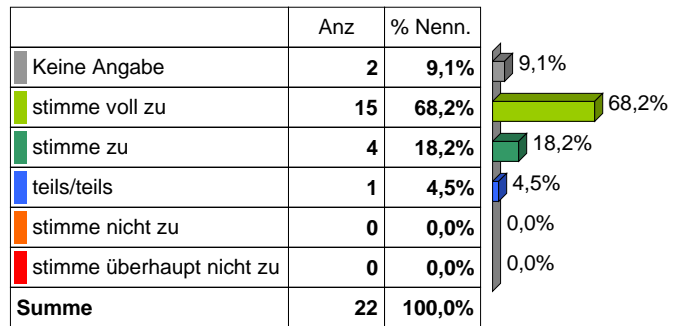 Anz % Nenn.
Keine Angabe 2 9,1% 9,1%
stimme voll zu 15 68,2% 68,2%
stimme zu 4 18,2% 18,2%
teils/teils 1 4,5% 4,5%
stimme nicht zu 0 0,0% 0,0%
stimme überhaupt nicht zu 0 0,0% 0,0%
Summe 22 100,0%